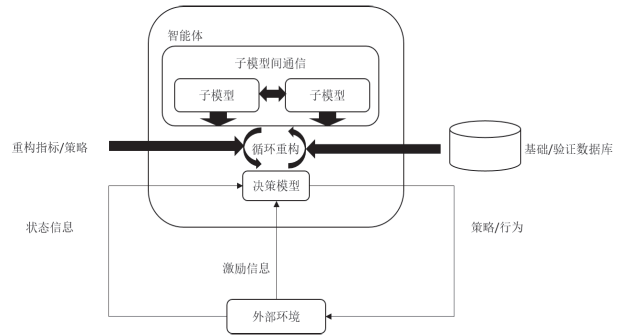 智能体
子模型间通信
子模型 子模型
重构指标/策略 循环重构 基础/验证数据库
决策模型
状态信息 策略/行为
激励信息
外部环境